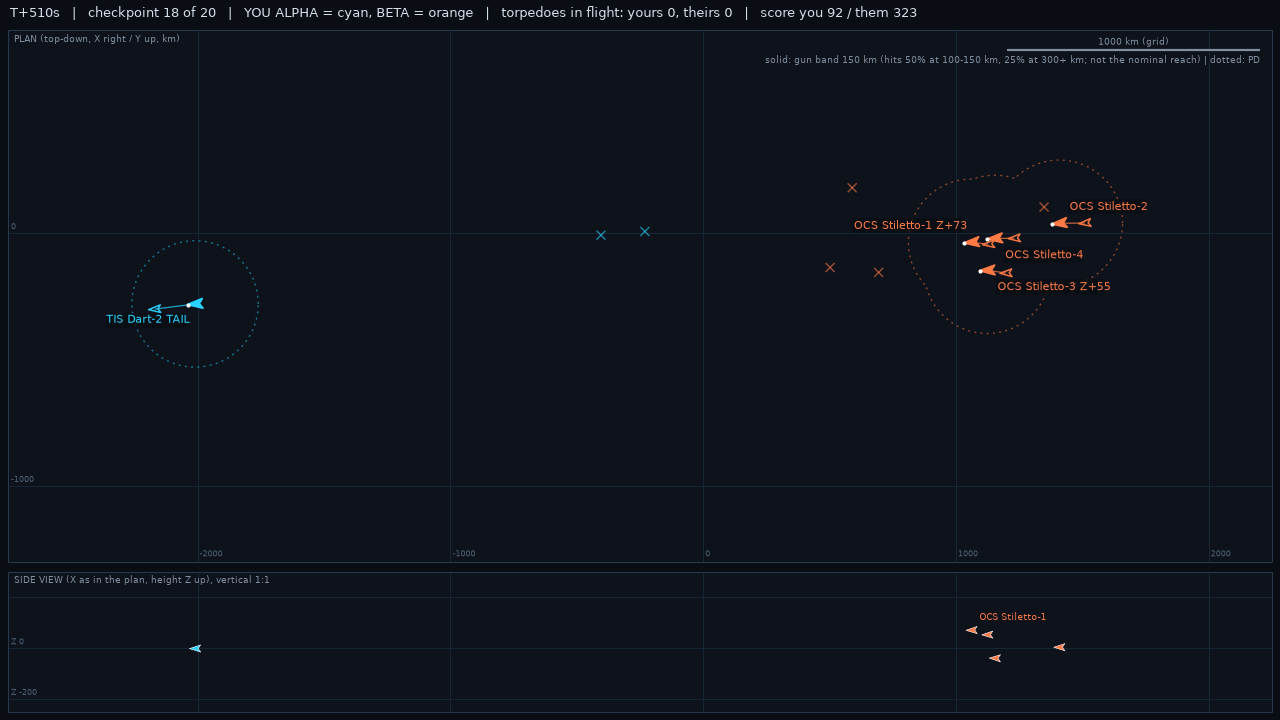 T+510s | checkpoint 18 of 20 | YOU ALPHA = cyan, BETA = orange | torpedoes in flight: yours 0, theirs 0 | score you 92 / them 323
PLAN (top-down, X right / Y up, km)
1000 km (grid)
solid: gun band 150 km (hits 50% at 100-150 km, 25% at 300+ km; not the nominal reach) | dotted: PD
OCS Stiletto-2
OCS Stiletto-1 Z+73
0
OCS Stiletto-4
OCS Stiletto-3 Z+55
TIS Dart-2 TAIL
-1000
-2000
-1000
0
1000
2000
SIDE VIEW (X as in the plan, height Z up), vertical 1:1
OCS Stiletto-1
Z 0
Z -200